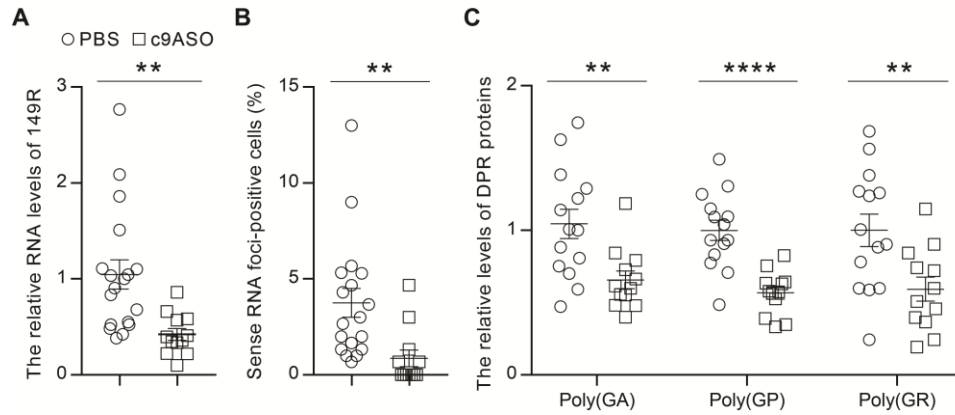 A
B
C
PBS c9ASO
**
**
**
****
**
The relative RNA levels of 149R
3
2
1
0
Sense RNA foci-positive cells (%)
15
10
5
0
The relative levels of DPR proteins
2
1
0
Poly(GA)
Poly(GP)
Poly(GR)